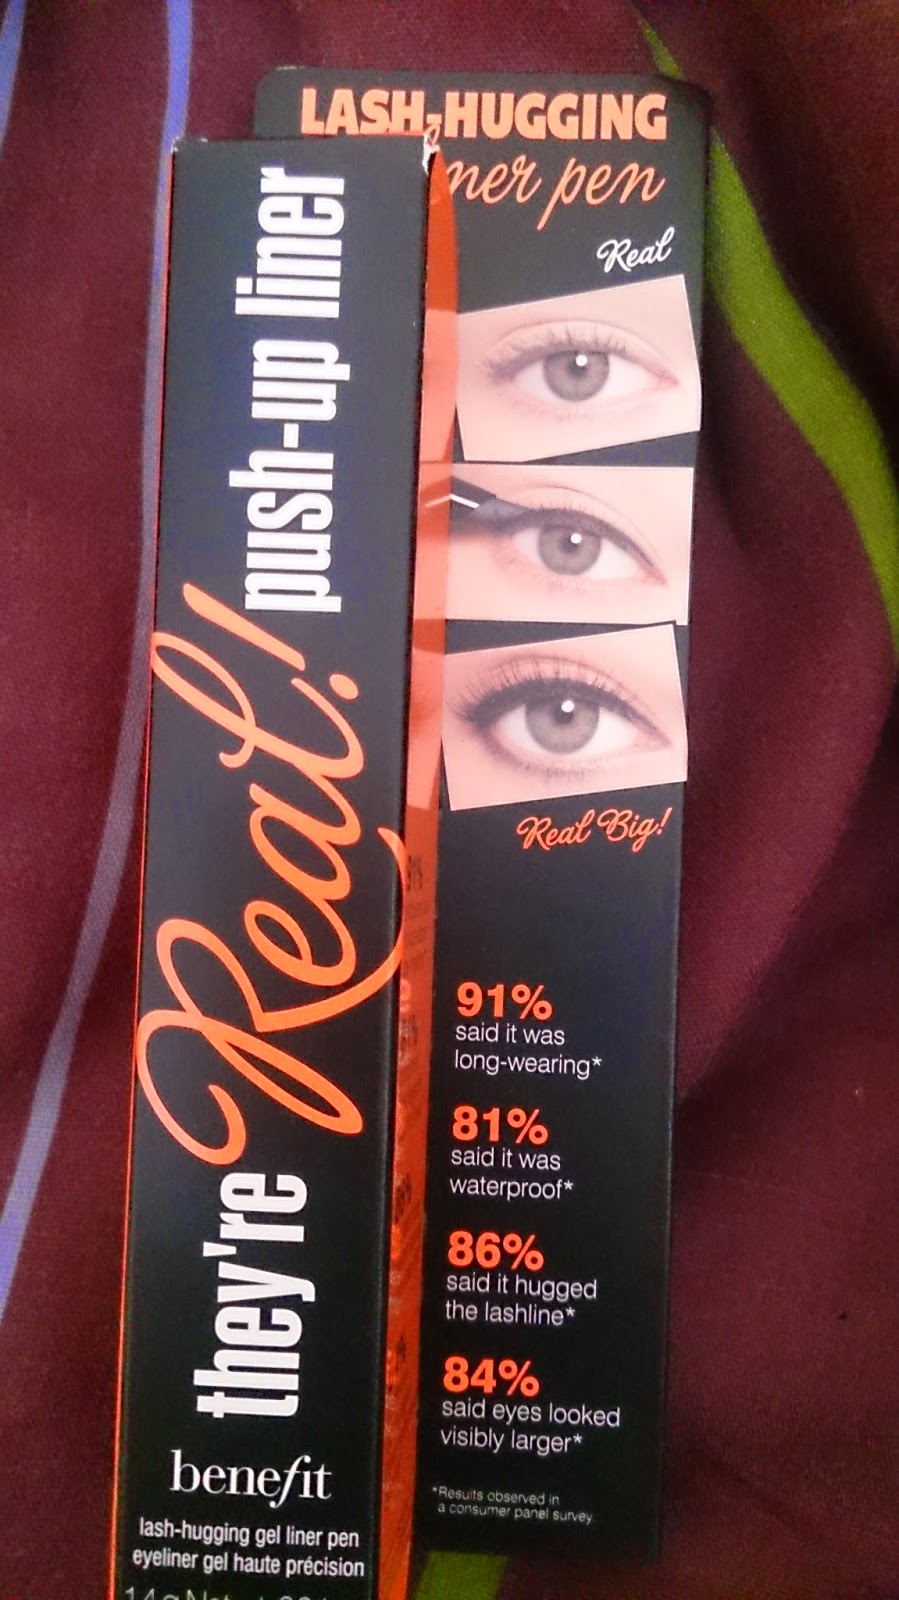 they're Real! push-up liner
benefit
lash-hugging gel liner pen
eyeliner gel haute précision
LASH-HUGGING
pen
Real
Real Big!
91%
said it was
long-wearing*
81%
said it was
waterproof*
86%
said it hugged
the lashline*
84%
said eyes looked
visibly larger*
*Results observed in
a consumer panel survey